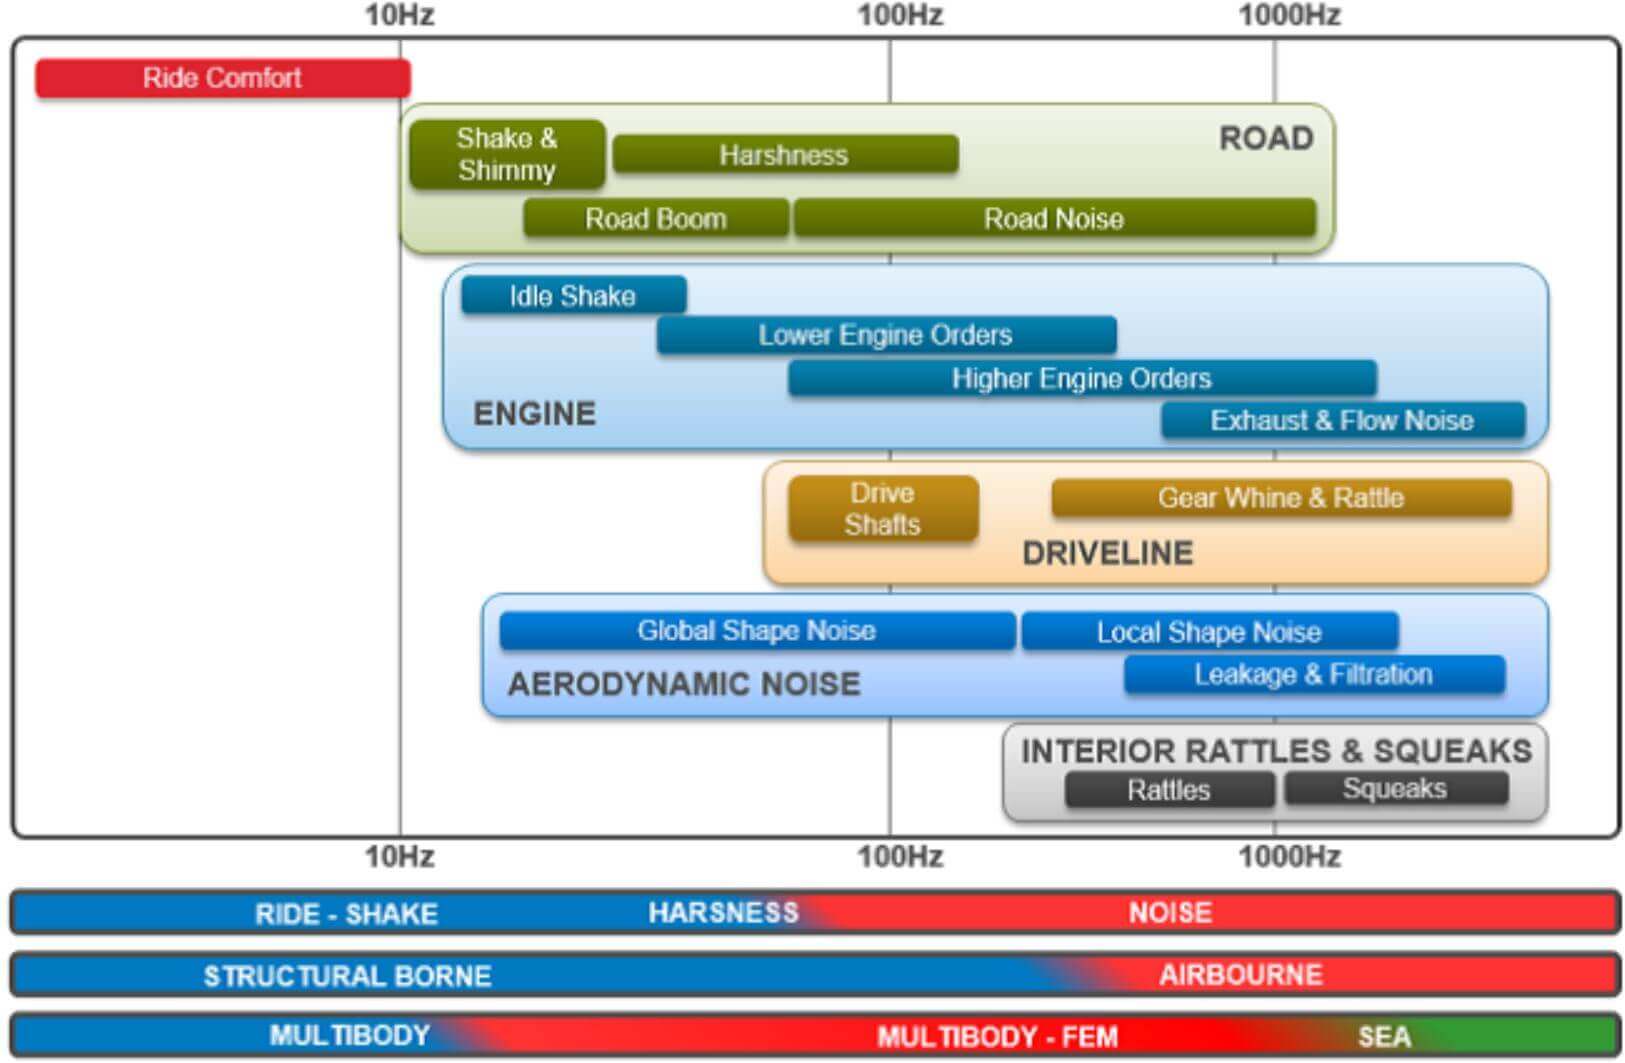 10Hz 100Hz 1000Hz
Ride Comfort
Shake &
Shimmy
Harshness
ROAD
Road Boom
Road Noise
Idle Shake
Lower Engine Orders
Higher Engine Orders
ENGINE
Exhaust & Flow Noise
Drive
Shafts
Gear Whine & Rattle
DRIVELINE
Global Shape Noise
Local Shape Noise
AERODYNAMIC NOISE
Leakage & Filtration
INTERIOR RATTLES & SQUEAKS
Rattles
Squeaks
10Hz 100Hz 1000Hz
RIDE - SHAKE HARSNESS NOISE
STRUCTURAL BORNE AIRBOURNE
MULTIBODY MULTIBODY - FEM SEA